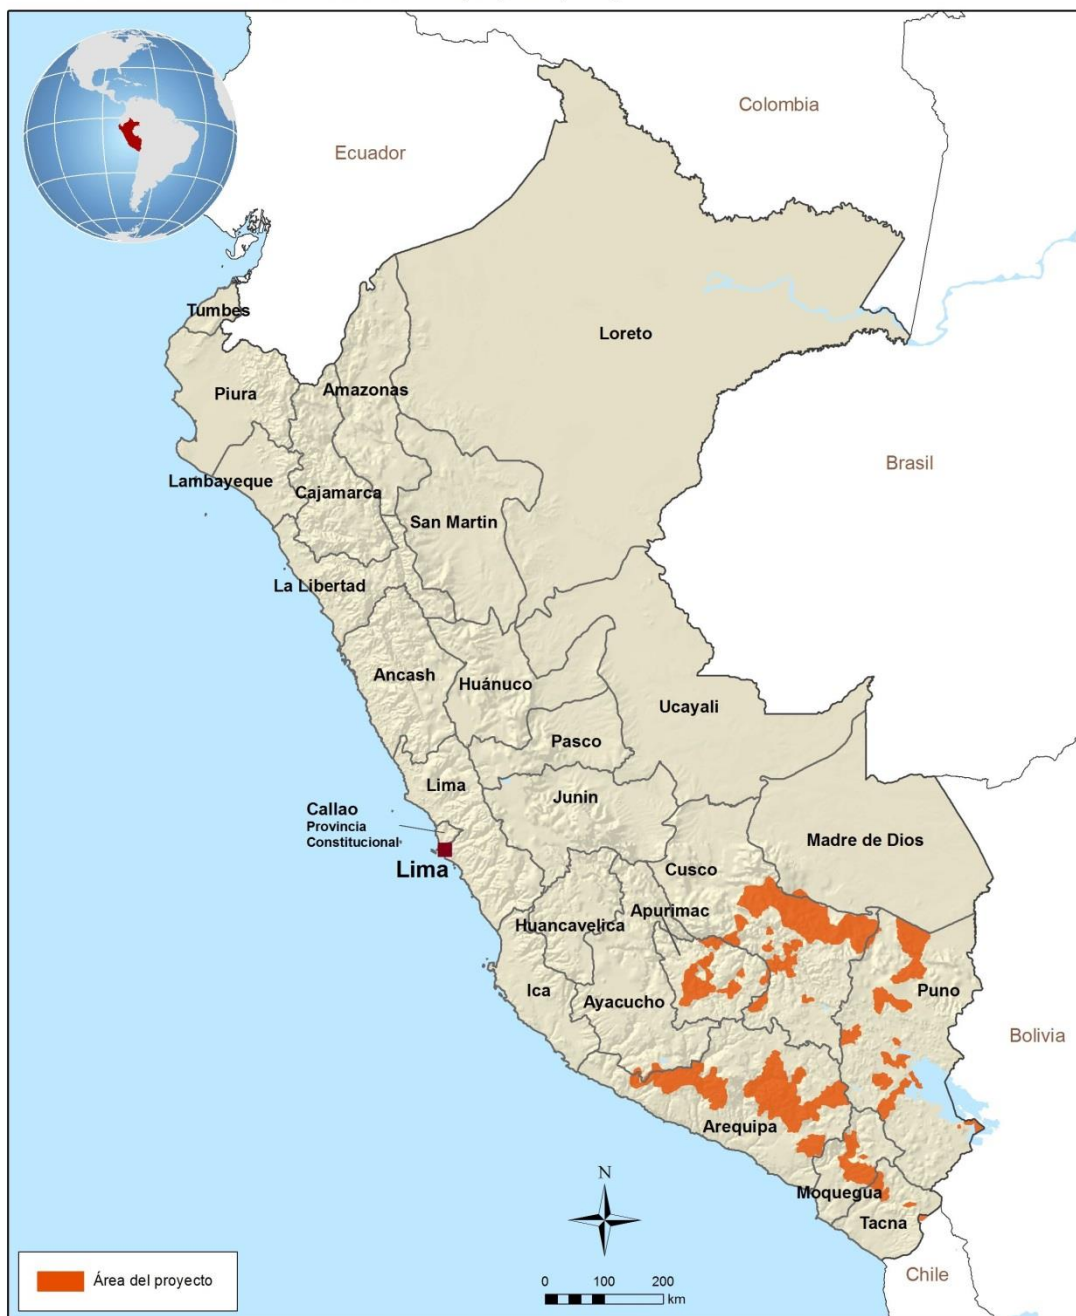 Colombia
Ecuador
Tumbes
Loreto
Piura
Amazonas
Brasil
Lambayeque
Cajamarca
San Martin
La Libertad
Ancash
Huánuco
Ucayali
Pasco
Lima
Junin
Callao
Provincia
Constitucional
Madre de Dios
Lima
Cusco
Apurimac
Huancavelica
Ica
Ayacucho
Puno
Bolivia
Arequipa
Moquegua
Tacna
N
Chile
Área del proyecto
0 100 200
km